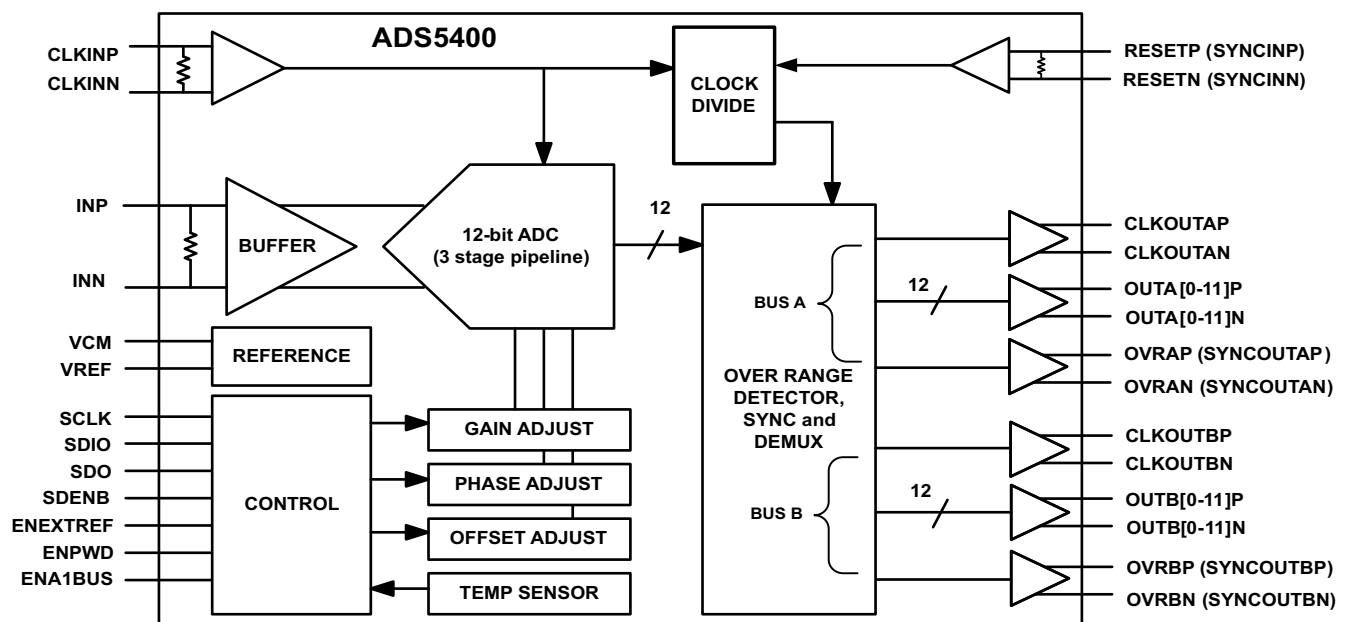 ADS5400
CLKINP
CLKINN
CLOCK
DIVIDE
RESETP (SYNCINP)
RESETN (SYNCINN)
INP
INN
BUFFER
12-bit ADC
(3 stage pipeline)
12
VCM
VREF
REFERENCE
SCLK
SDIO
SDO
SDENB
ENEXTREF
ENPWD
ENA1BUS
CONTROL
GAIN ADJUST
PHASE ADJUST
OFFSET ADJUST
TEMP SENSOR
BUS A
OVER RANGE
DETECTOR,
SYNC and
DEMUX
BUS B
12
12
CLKOUTAP
CLKOUTAN
OUTA[0-11]P
OUTA[0-11]N
OVRAP (SYNCOUTAP)
OVRAN (SYNCOUTAN)
CLKOUTBP
CLKOUTBN
OUTB[0-11]P
OUTB[0-11]N
OVRBP (SYNCOUTBP)
OVRBN (SYNCOUTBN)